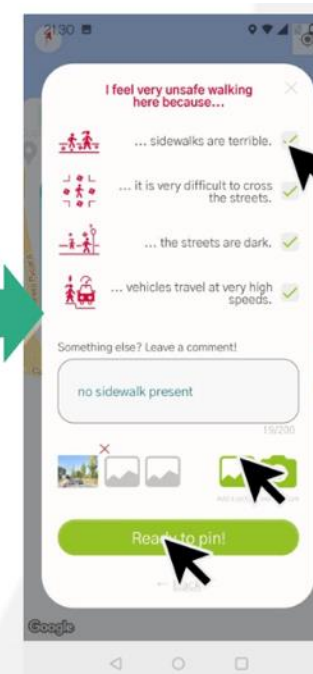 21:30
I feel very unsafe walking
here because...
... sidewalks are terrible.
... it is very difficult to cross
the streets.
... the streets are dark.
... vehicles travel at very high
speeds.
Something else? Leave a comment!
no sidewalk present
19/200
Ready to pin!
← Back
Google